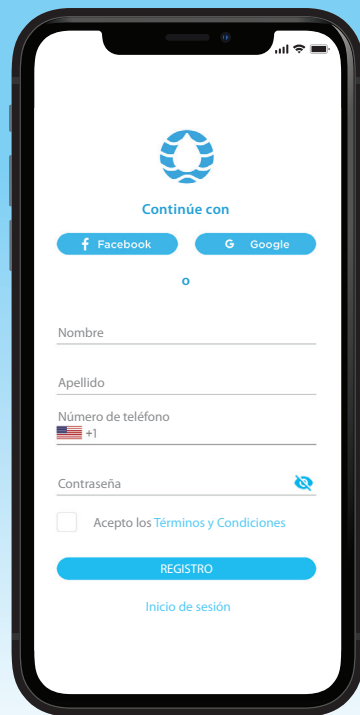 Continúe con
Facebook
G Google
o
Nombre
Apellido
Número de teléfono
+1
Contraseña
Acepto los Términos y Condiciones
REGISTRO
Inicio de sesión